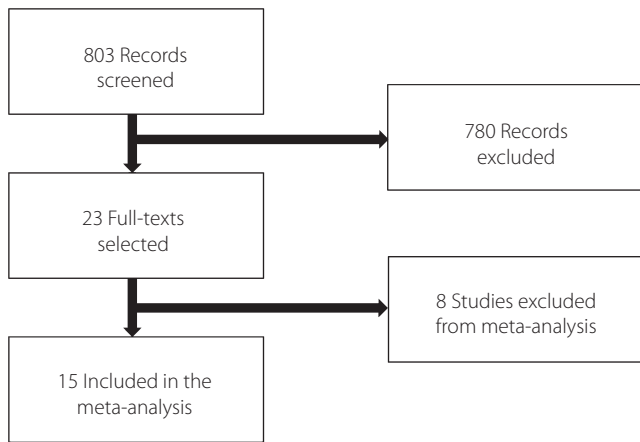 803 Records
screened
780 Records
excluded
23 Full-texts
selected
8 Studies excluded
from meta-analysis
15 Included in the
meta-analysis